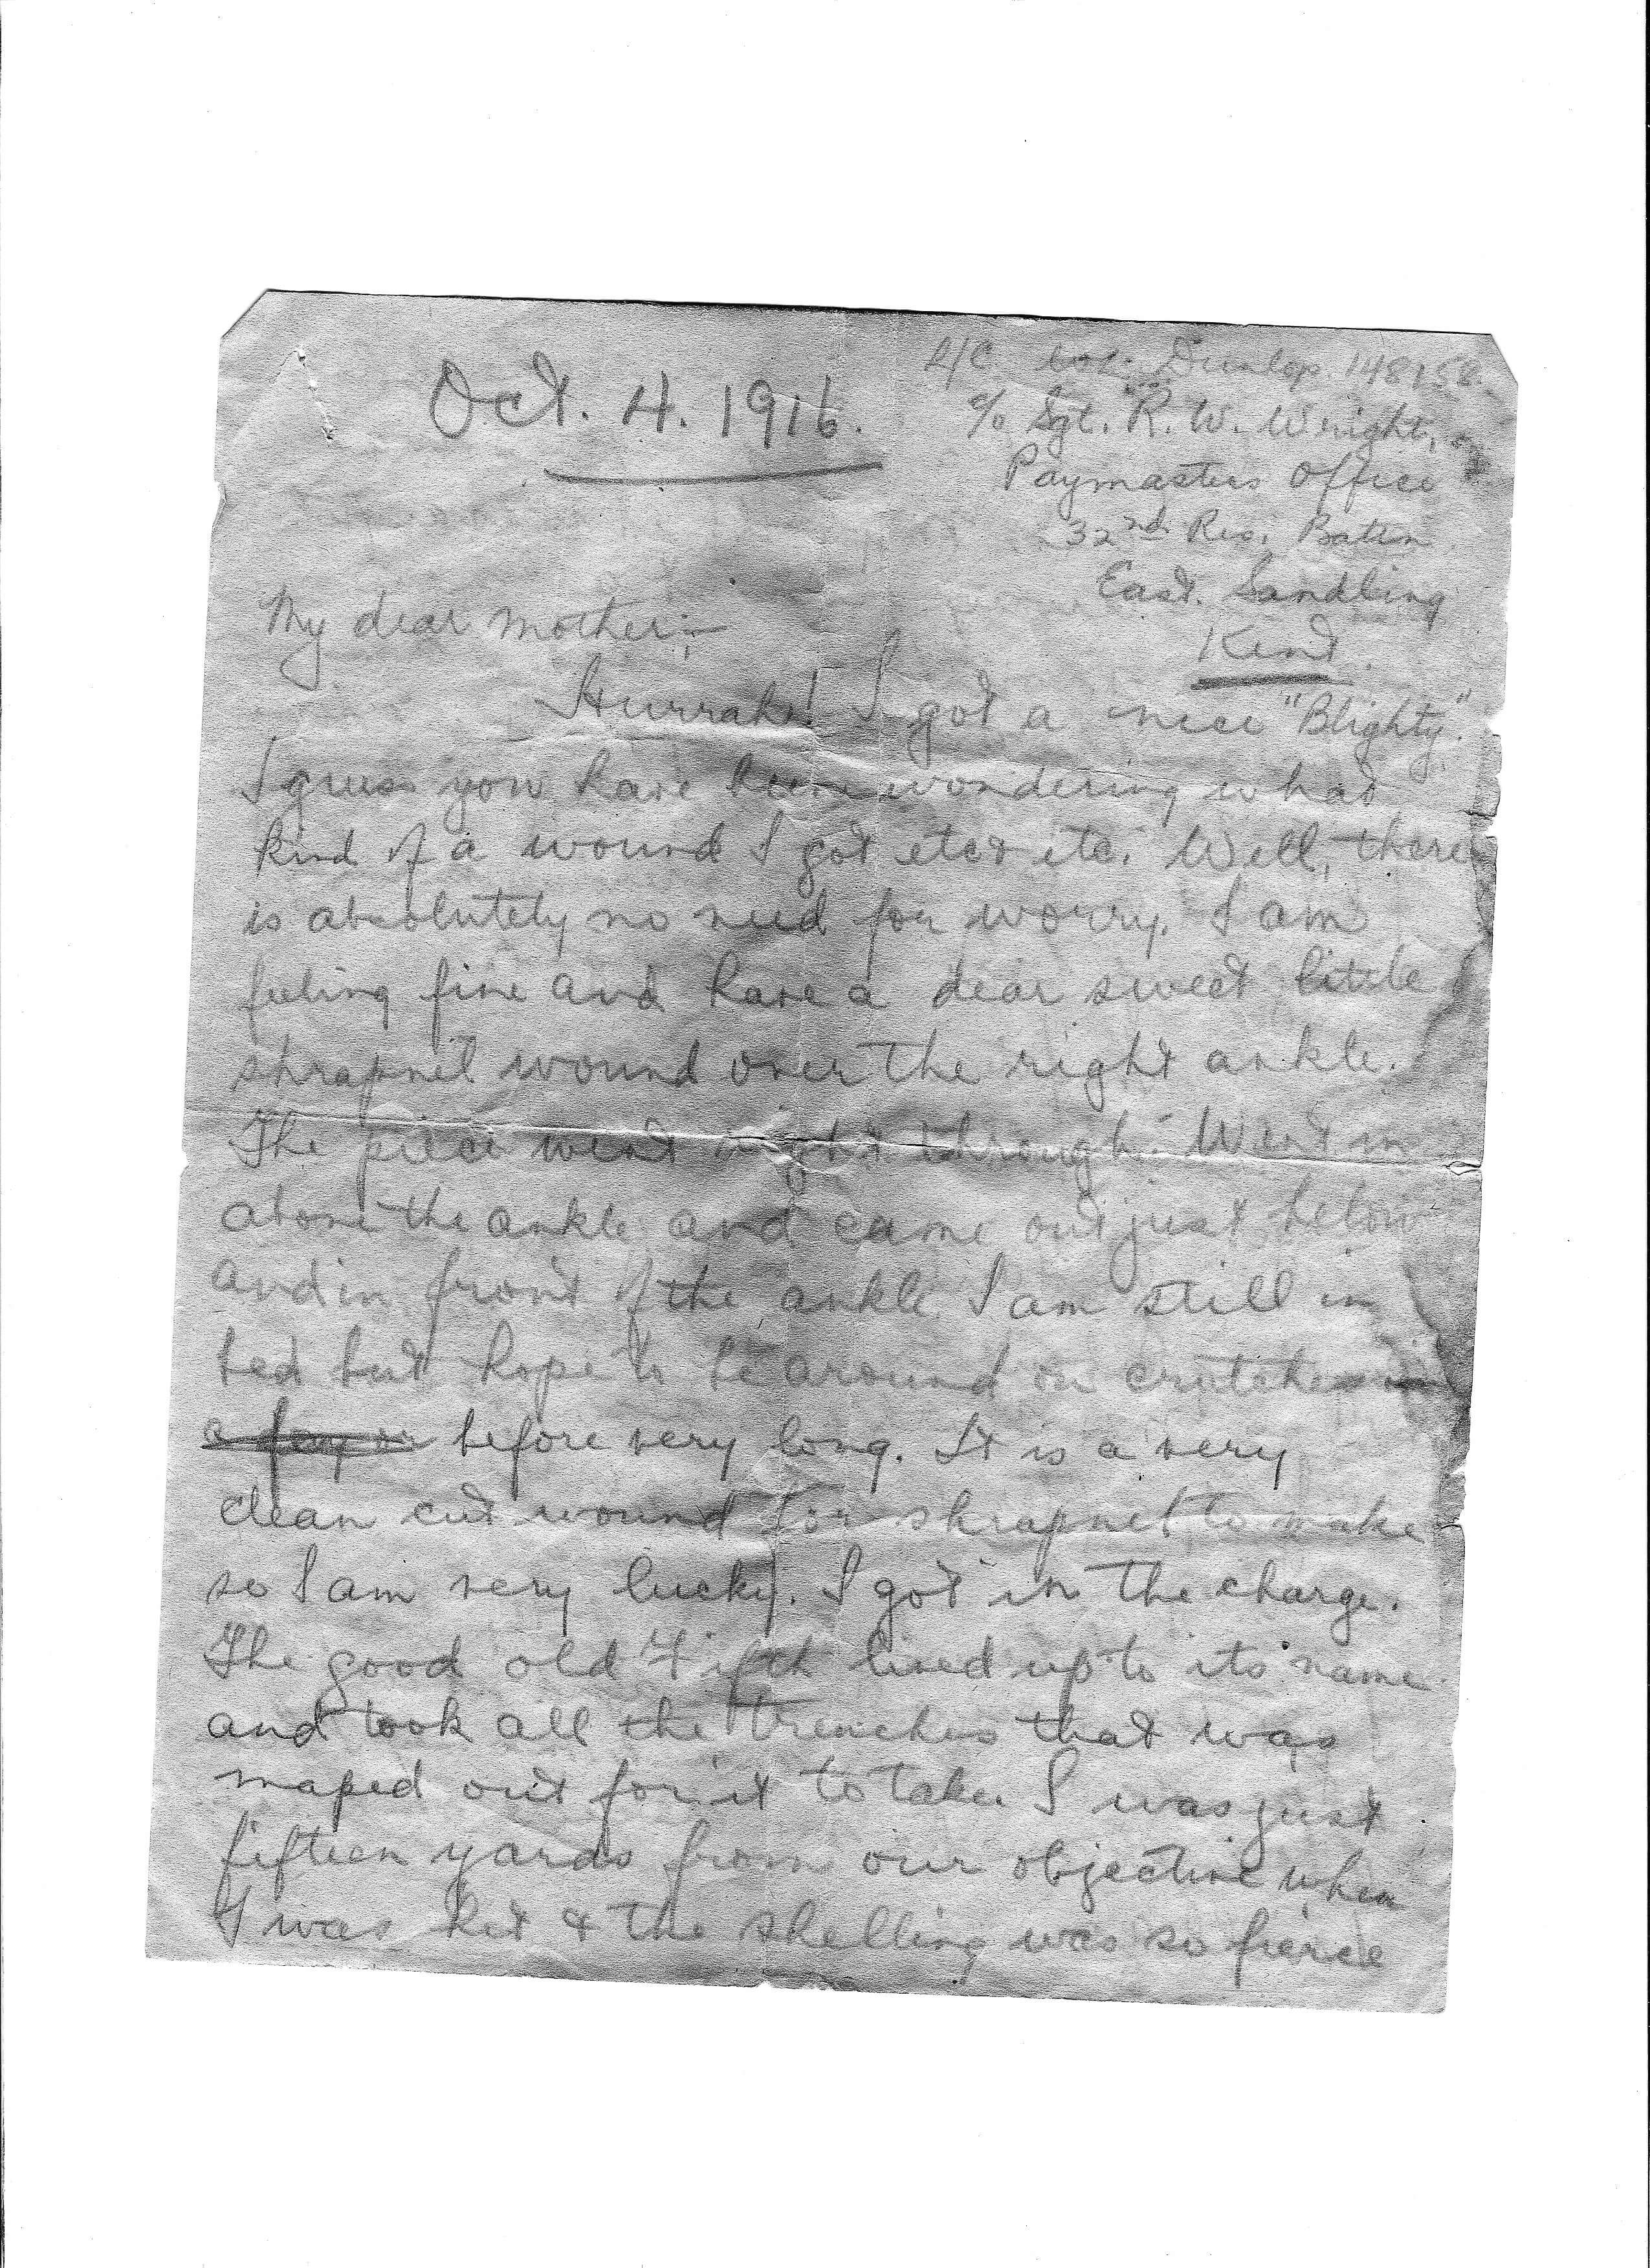 Oct. 4. 1916.
L/C. Dunlop. 148158.
c/o Sgt. R. W. Wright,
Paymasters Office
32nd Res. Battn.
East. Sandling
Kent.
My dear mother:-
Hurrah! I got a nice "Blighty".
I guess you have been wondering what
kind of a wound I got etc & etc. Well, there
is absolutely no need for worry. I am
feeling fine and have a dear sweet little
shrapnel wound over the right ankle.
The piece went right through. Went in
above the ankle and came out just below
and in front of the ankle. I am still in
bed but hope to be around on crutches in
a before very long. It is a very
clean cut wound for shrapnel to make
so I am very lucky. I got in the charge.
The good old Fifth lived up to its name
and took all the trenches that was
maped out for it to take. I was just
fifteen yards from our objective when
I was hit & the shelling was so fierce